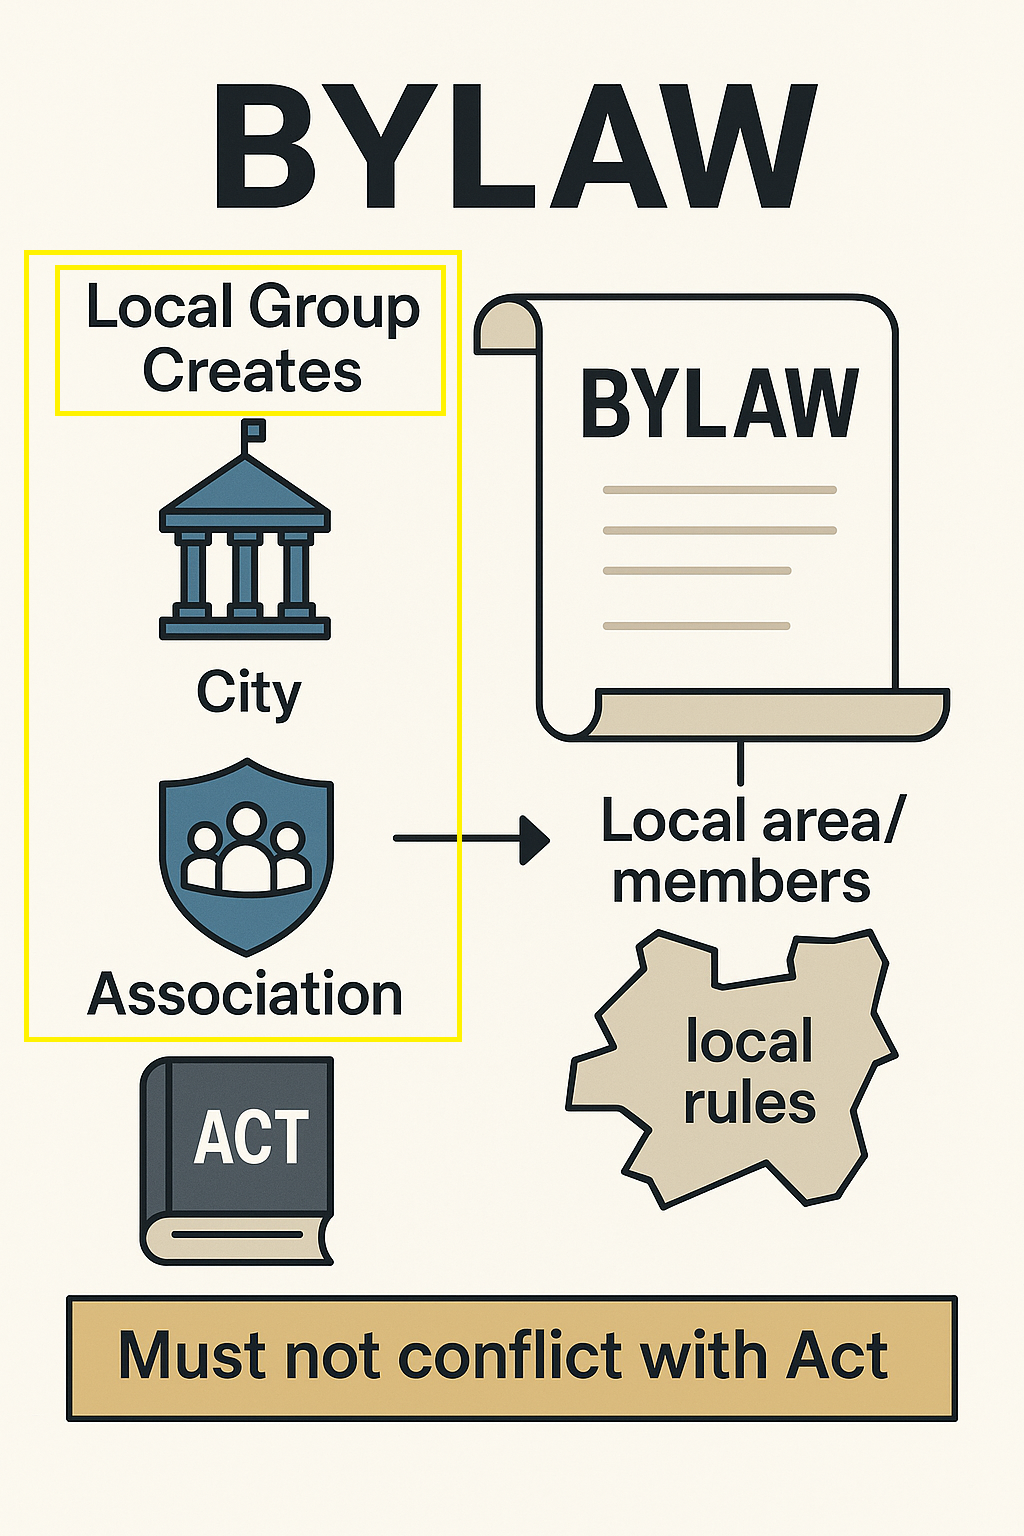 BYLAW
Local Group
Creates
City
Association
ACT
BYLAW
Local area/
members
local
rules
Must not conflict with Act